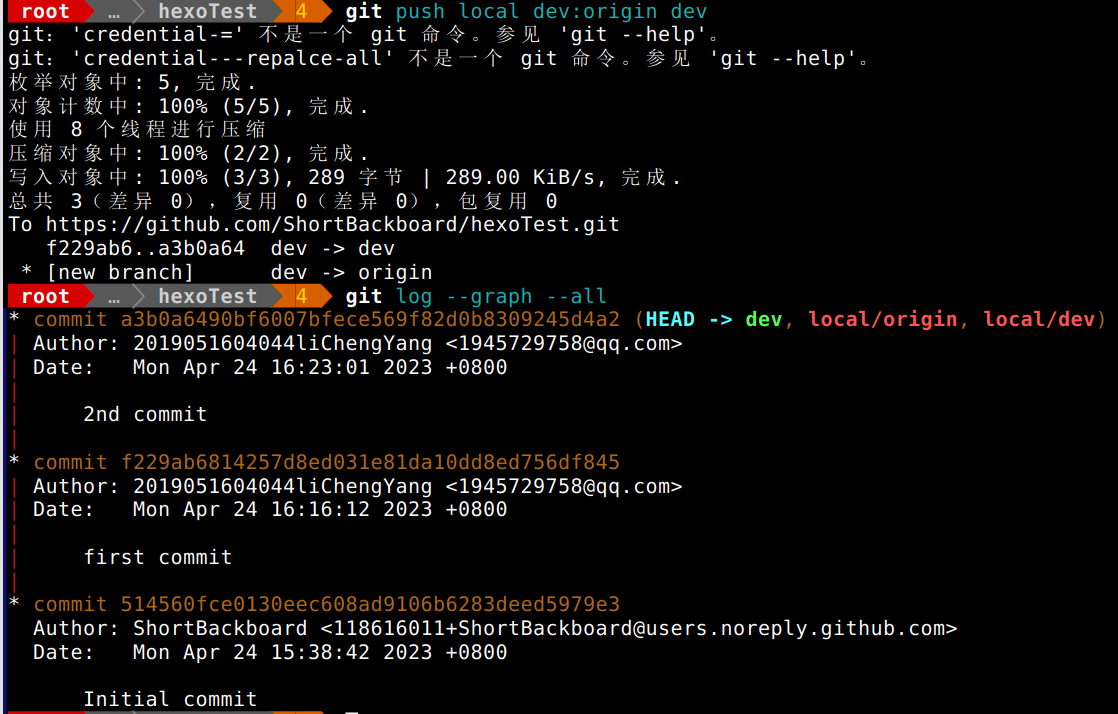 root … hexoTest 4 git push local dev:origin dev
git：'credential-=' 不是一个 git 命令。参见 'git --help'。
git：'credential---repalce-all' 不是一个 git 命令。参见 'git --help'。
枚举对象中: 5, 完成.
对象计数中: 100% (5/5), 完成.
使用 8 个线程进行压缩
压缩对象中: 100% (2/2), 完成.
写入对象中: 100% (3/3), 289 字节 | 289.00 KiB/s, 完成.
总共 3（差异 0），复用 0（差异 0），包复用 0
To https://github.com/ShortBackboard/hexoTest.git
   f229ab6..a3b0a64  dev -> dev
 * [new branch]      dev -> origin
root … hexoTest 4 git log --graph --all
* commit a3b0a6490bf6007bfece569f82d0b8309245d4a2 (HEAD -> dev, local/origin, local/dev)
| Author: 2019051604044liChengYang <1945729758@qq.com>
| Date:   Mon Apr 24 16:23:01 2023 +0800
|
|     2nd commit
|
* commit f229ab6814257d8ed031e81da10dd8ed756df845
| Author: 2019051604044liChengYang <1945729758@qq.com>
| Date:   Mon Apr 24 16:16:12 2023 +0800
|
|     first commit
|
* commit 514560fce0130eec608ad9106b6283deed5979e3
  Author: ShortBackboard <118616011+ShortBackboard@users.noreply.github.com>
  Date:   Mon Apr 24 15:38:42 2023 +0800

      Initial commit